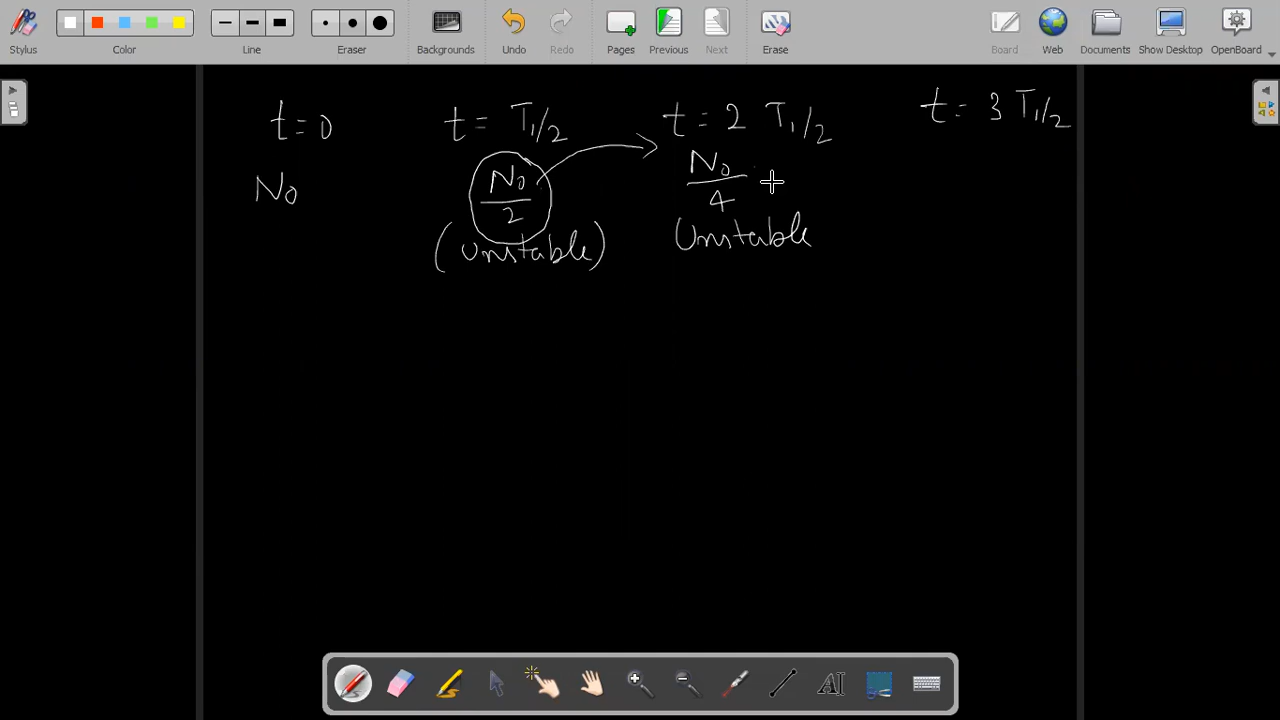 Stylus Color Line Eraser Backgrounds Undo Redo Pages Previous Next Erase Board Web Documents Show Desktop OpenBoard
t=0 t= T1/2 t= 2 T1/2 t= 3 T1/2
N0 N0/2 N0/4
(unstable) Unstable